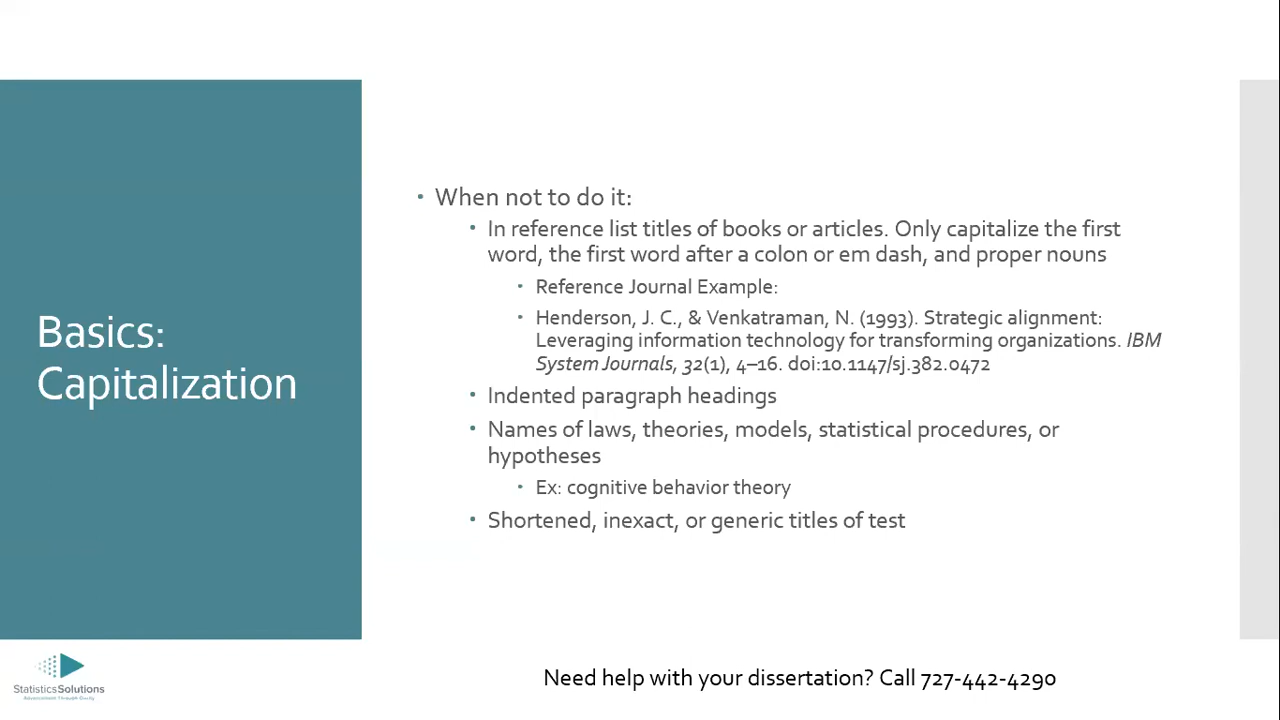 Basics:
Capitalization
• When not to do it:
• In reference list titles of books or articles. Only capitalize the first
word, the first word after a colon or em dash, and proper nouns
• Reference Journal Example:
• Henderson, J. C., & Venkatraman, N. (1993). Strategic alignment:
Leveraging information technology for transforming organizations. IBM
System Journals, 32(1), 4–16. doi:10.1147/sj.382.0472
• Indented paragraph headings
• Names of laws, theories, models, statistical procedures, or
hypotheses
• Ex: cognitive behavior theory
• Shortened, inexact, or generic titles of test
StatisticsSolutions
Advancement Through Clarity
Need help with your dissertation? Call 727-442-4290